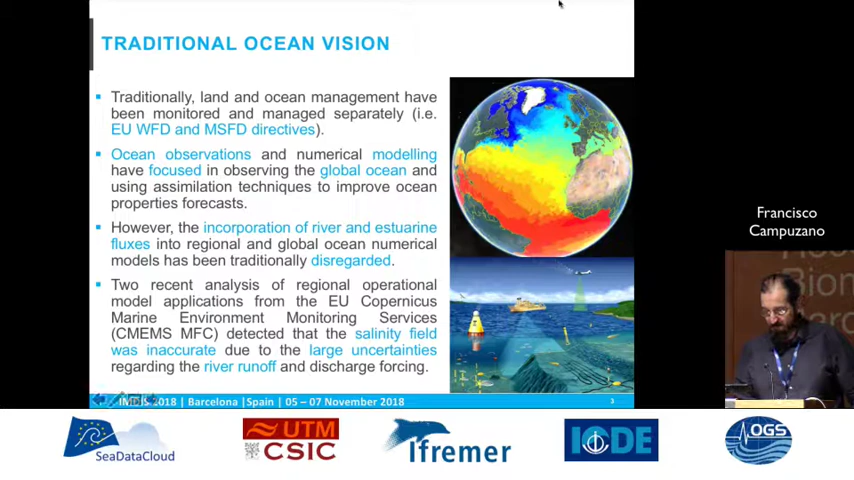 TRADITIONAL OCEAN VISION
Traditionally, land and ocean management have
been monitored and managed separately (i.e.
EU WFD and MSFD directives).
Ocean observations and numerical modelling
have focused in observing the global ocean and
using assimilation techniques to improve ocean
properties forecasts.
However, the incorporation of river and estuarine
fluxes into regional and global ocean numerical
models has been traditionally disregarded.
Two recent analysis of regional operational
model applications from the EU Copernicus
Marine Environment Monitoring Services
(CMEMS MFC) detected that the salinity field
was inaccurate due to the large uncertainties
regarding the river runoff and discharge forcing.
2018 | Barcelona |Spain | 05 – 07 November 2018
3
Francisco
Campuzano
SeaDataCloud
UTM
CSIC
Ifremer
IODE
OGS